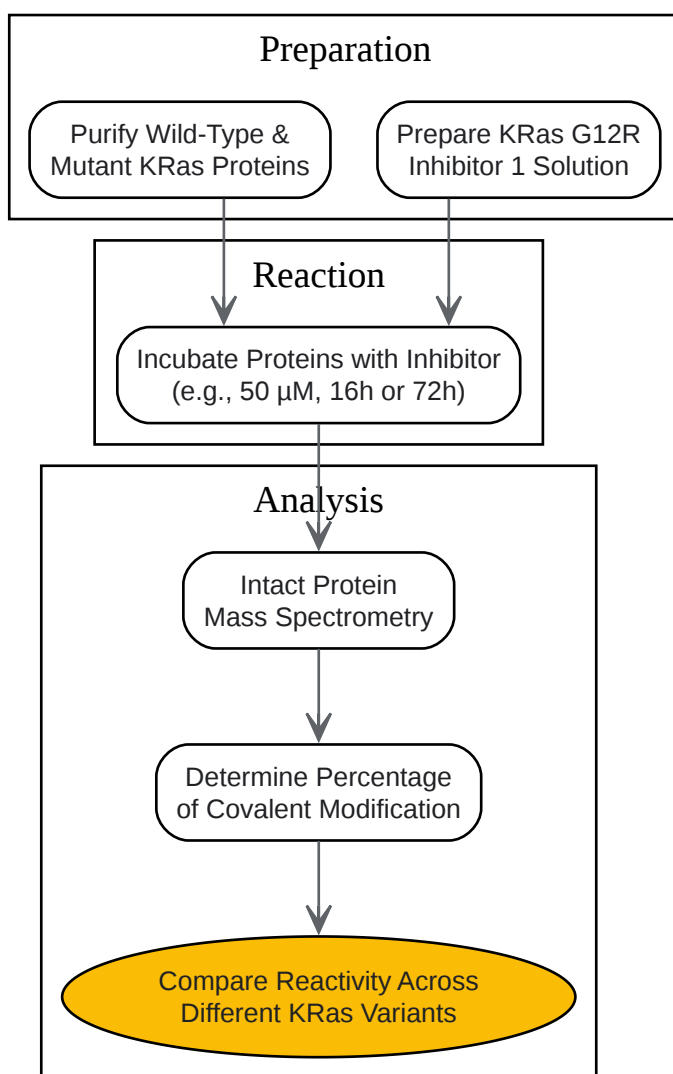 Preparation
Purify Wild-Type &
Mutant KRas Proteins
Prepare KRas G12R
Inhibitor 1 Solution
Reaction
Incubate Proteins with Inhibitor
(e.g., 50 µM, 16h or 72h)
Analysis
Intact Protein
Mass Spectrometry
Determine Percentage
of Covalent Modification
Compare Reactivity Across
Different KRas Variants